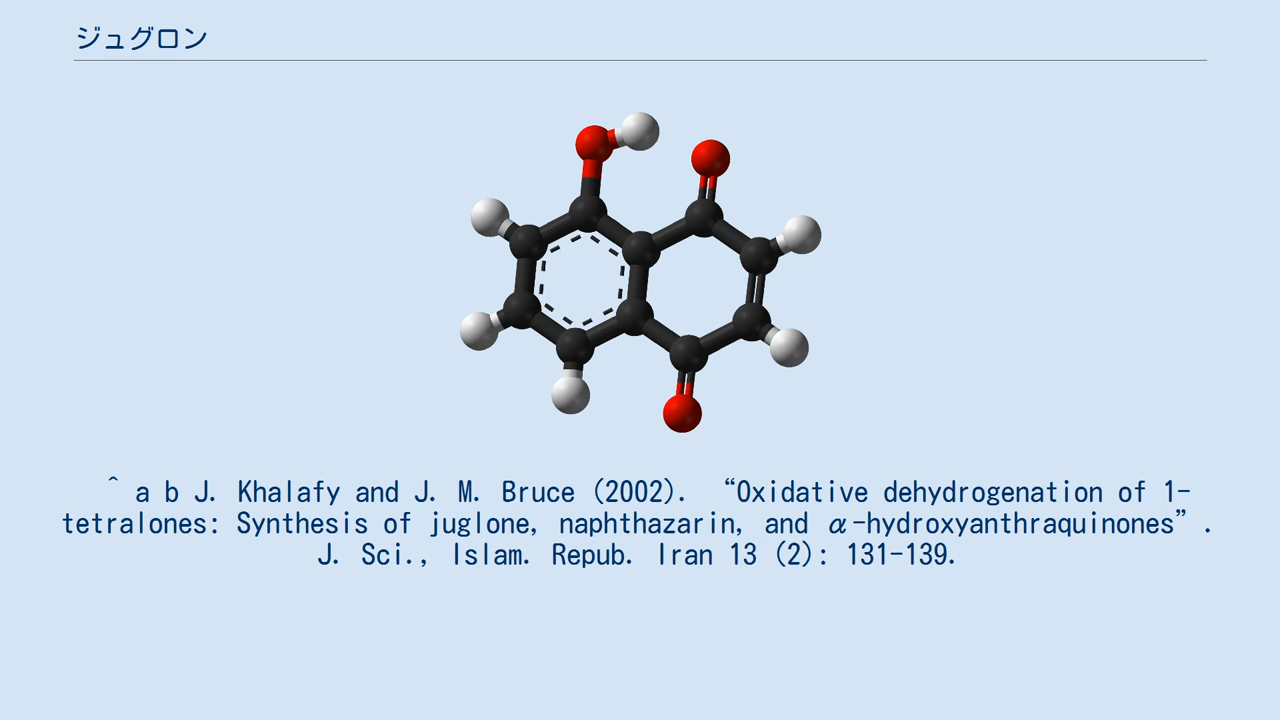 ジュグロン
^ a b J. Khalafy and J. M. Bruce (2002). “Oxidative dehydrogenation of 1-
tetralones: Synthesis of juglone, naphthazarin, and α-hydroxyanthraquinones”.
J. Sci., Islam. Repub. Iran 13 (2): 131-139.